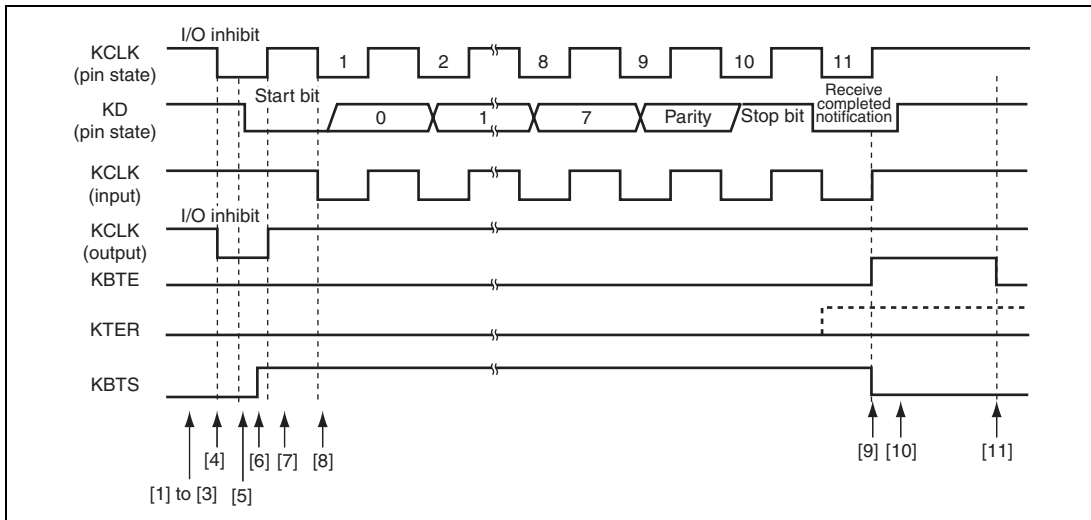 I/O inhibit
KCLK
(pin state)
1 2 8 9 10 11
KD
(pin state)
Start bit
0 1 7 Parity Stop bit
Receive
completed
notification
KCLK
(input)
I/O inhibit
KCLK
(output)
KBTE
KTER
KBTS
[1] to [3] [4] [5] [6] [7] [8] [9] [10] [11]